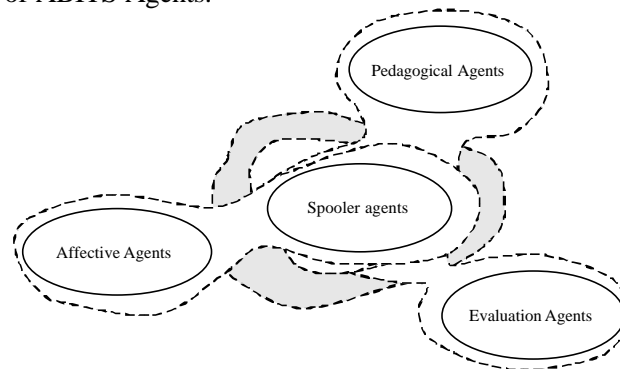 of ABITS Agents.
Pedagogical Agents
Spooler agents
Affective Agents
Evaluation Agents